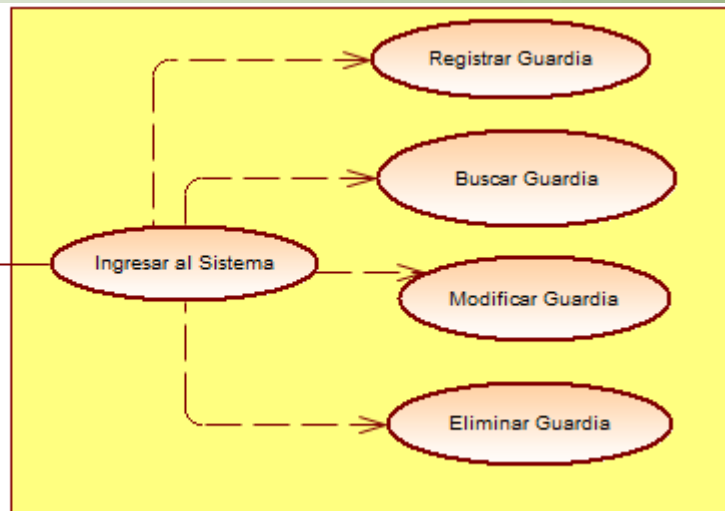 Registrar Guardia
Buscar Guardia
Ingresar al Sistema
Modificar Guardia
Eliminar Guardia